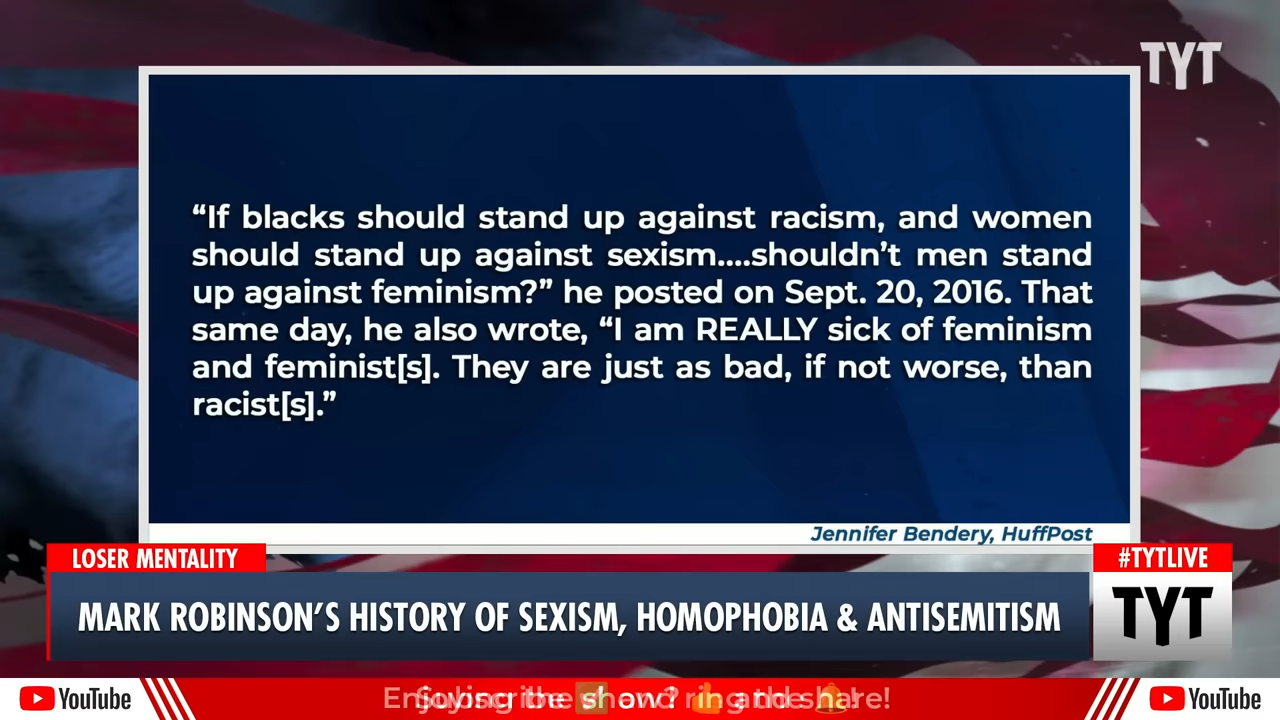 TYT
“If blacks should stand up against racism, and women
should stand up against sexism....shouldn’t men stand
up against feminism?” he posted on Sept. 20, 2016. That
same day, he also wrote, “I am REALLY sick of feminism
and feminist[s]. They are just as bad, if not worse, than
racist[s].”
Jennifer Bendery, HuffPost
LOSER MENTALITY
#TYTLIVE
MARK ROBINSON’S HISTORY OF SEXISM, HOMOPHOBIA & ANTISEMITISM
TYT
YouTube
YouTube